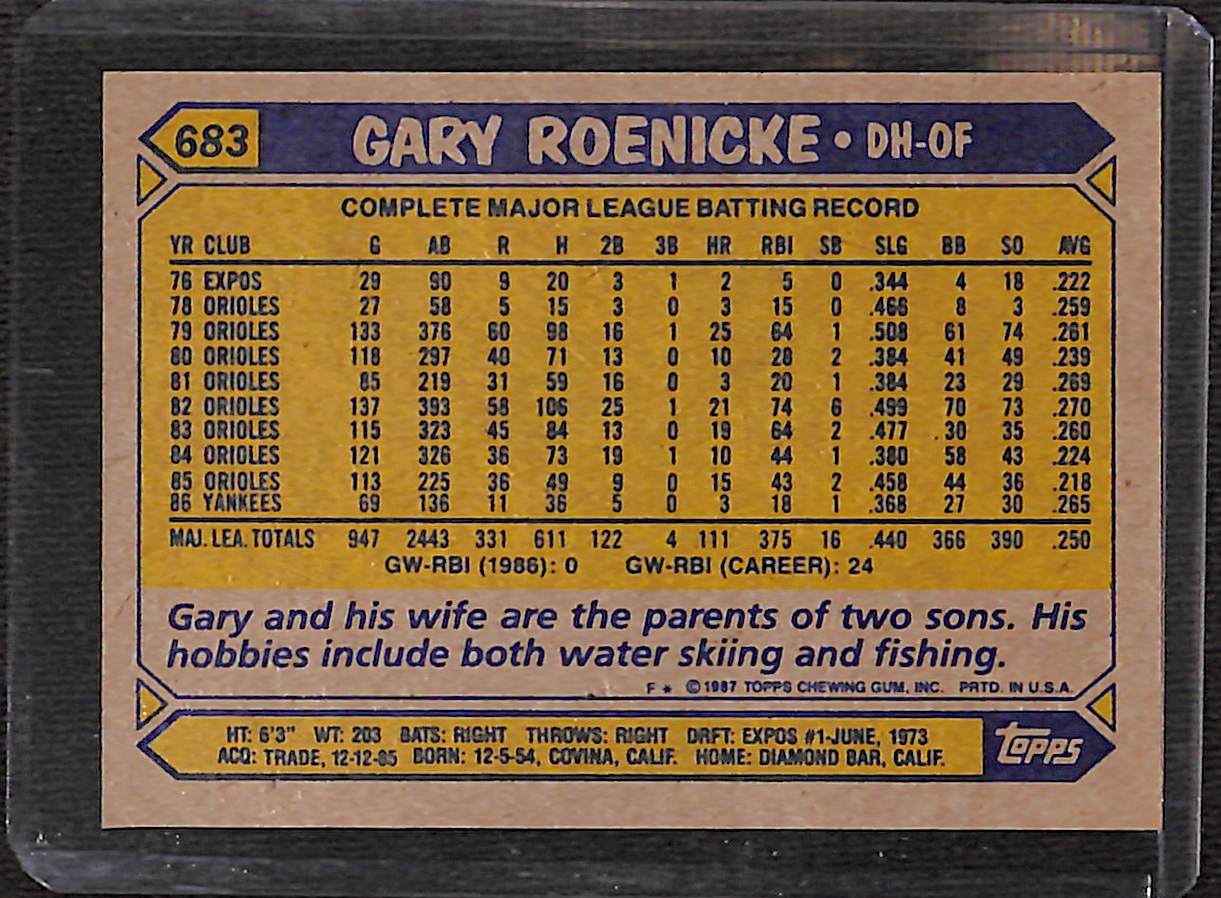 683 GARY ROENICKE • DH-OF
COMPLETE MAJOR LEAGUE BATTING RECORD
YR CLUB G AB R H 2B 3B HR RBI SB SLG BB SO AVG
76 EXPOS 29 90 9 20 3 1 2 5 0 .344 4 18 .222
78 ORIOLES 27 58 5 15 3 0 3 15 0 .466 8 3 .259
79 ORIOLES 133 376 60 98 16 1 25 64 1 .508 61 74 .261
80 ORIOLES 118 297 40 71 13 0 10 28 2 .384 41 49 .239
81 ORIOLES 85 219 31 59 16 0 3 20 1 .384 23 29 .269
82 ORIOLES 137 393 58 106 25 1 21 74 6 .499 70 73 .270
83 ORIOLES 115 323 45 84 13 0 19 64 2 .477 30 35 .260
84 ORIOLES 121 326 36 73 19 1 10 44 1 .380 58 43 .224
85 ORIOLES 113 225 36 49 9 0 15 43 2 .458 44 36 .218
86 YANKEES 69 136 11 36 5 0 3 18 1 .368 27 30 .265
MAJ. LEA. TOTALS 947 2443 331 611 122 4 111 375 16 .440 366 390 .250
GW-RBI (1986): 0 GW-RBI (CAREER): 24
Gary and his wife are the parents of two sons. His
hobbies include both water skiing and fishing.
F * ©1987 TOPPS CHEWING GUM, INC. PRTD. IN U.S.A.
HT: 6'3" WT: 203 BATS: RIGHT THROWS: RIGHT DRFT: EXPOS #1-JUNE, 1973
ACQ: TRADE, 12-12-85 BORN: 12-5-54, COVINA, CALIF. HOME: DIAMOND BAR, CALIF.
topps